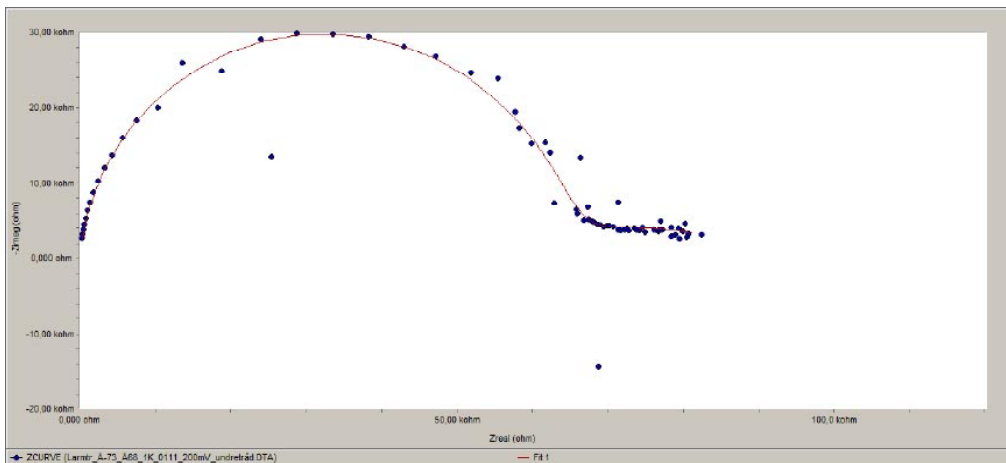 30,00 kohm
20,00 kohm
10,00 kohm
0,000 ohm
-10,00 kohm
-20,00 kohm
-Zimag (ohm)
0,000 ohm
50,00 kohm
100,0 kohm
Zreal (ohm)
ZCURVE (Larmtr_A-73_A68_1K_0111_200mV_undretråd.DTA)
Fit 1